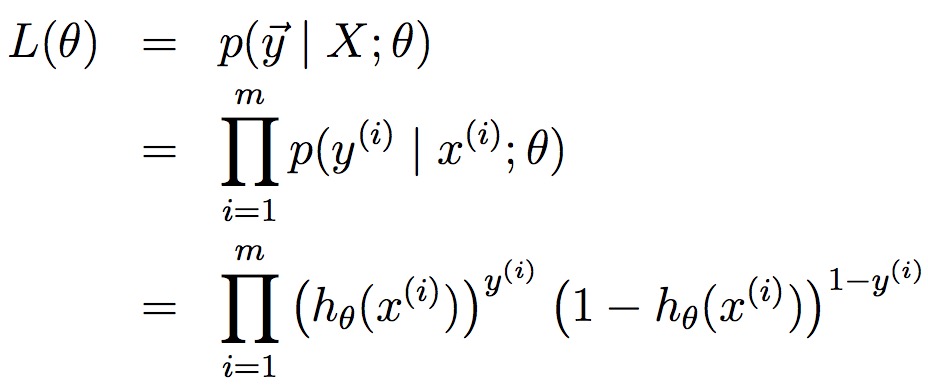 L(θ) = p(y⃗ | X; θ)
= ∏_{i=1}^{m} p(y^{(i)} | x^{(i)}; θ)
= ∏_{i=1}^{m} (h_θ(x^{(i)}))^{y^{(i)}} (1 − h_θ(x^{(i)}))^{1−y^{(i)}}